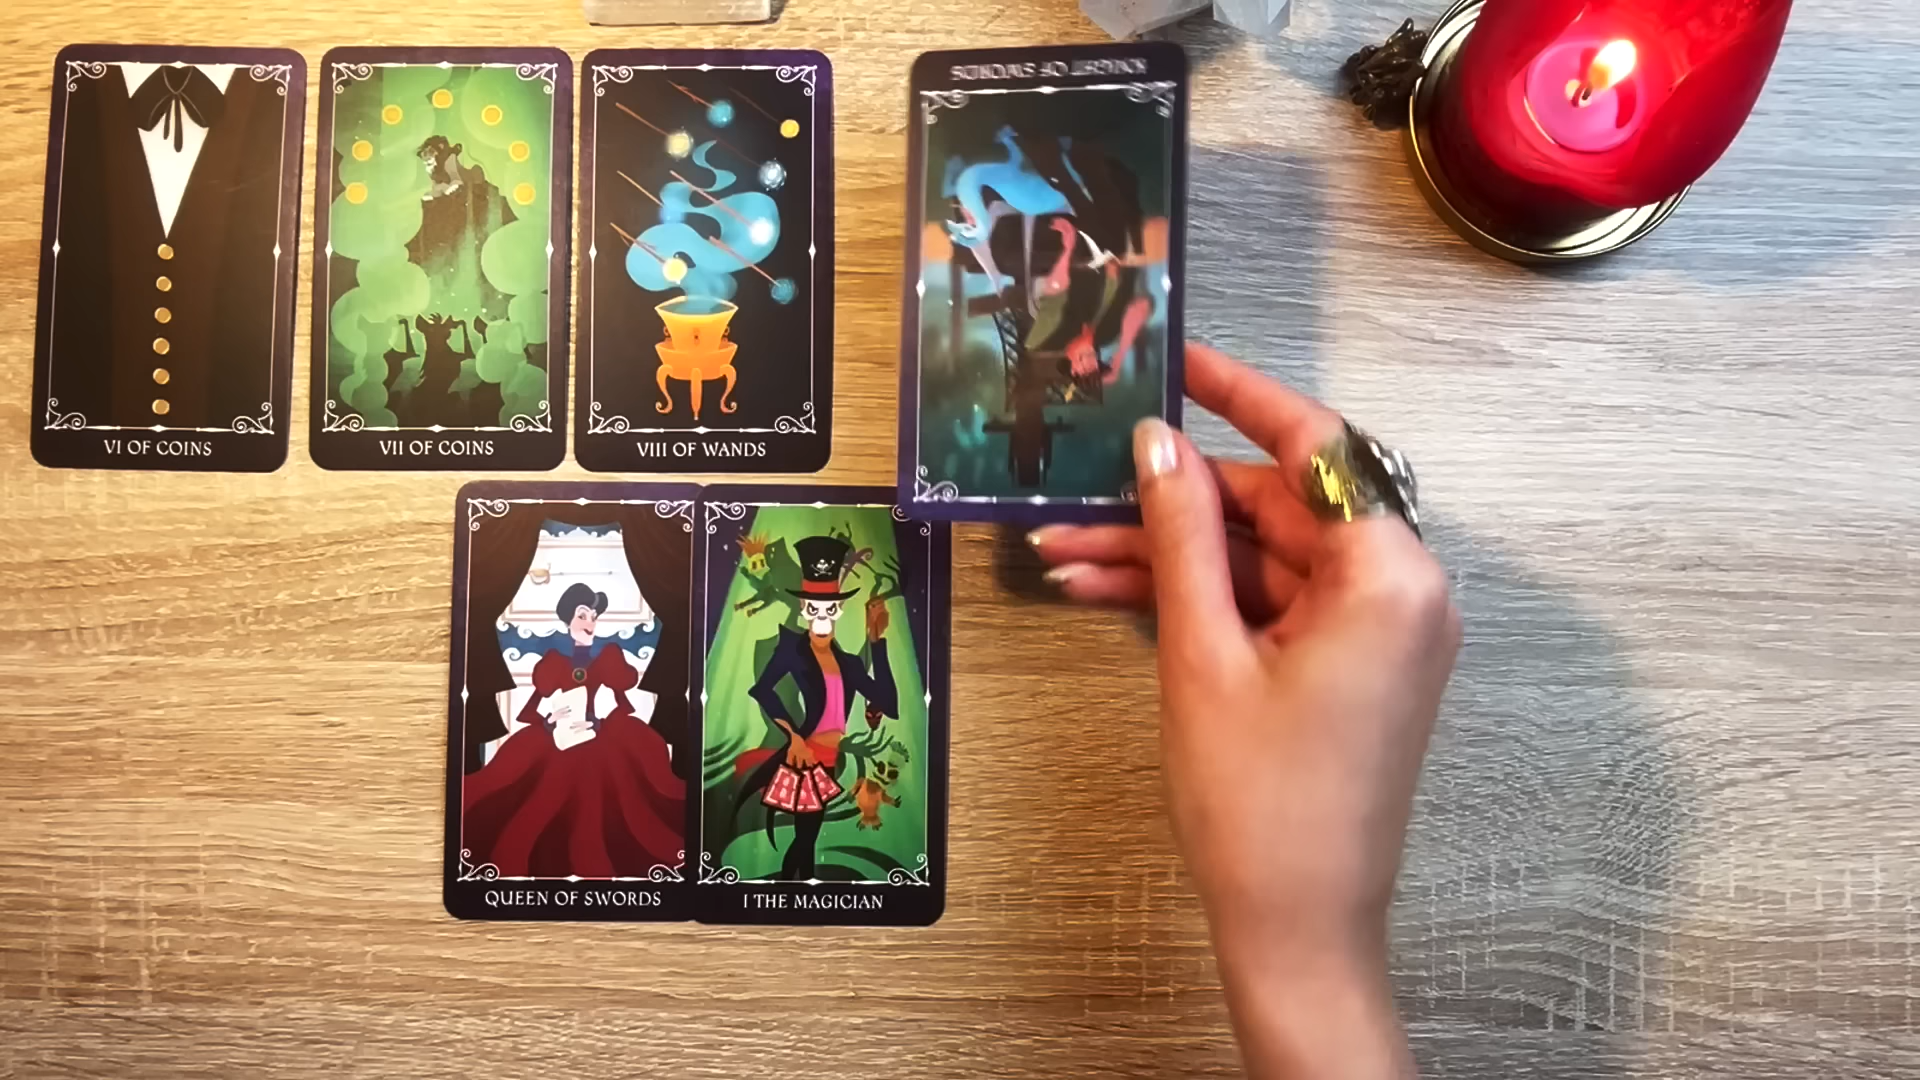 KNIGHT OF SWORDS
VI OF COINS
VII OF COINS
VIII OF WANDS
QUEEN OF SWORDS
I THE MAGICIAN